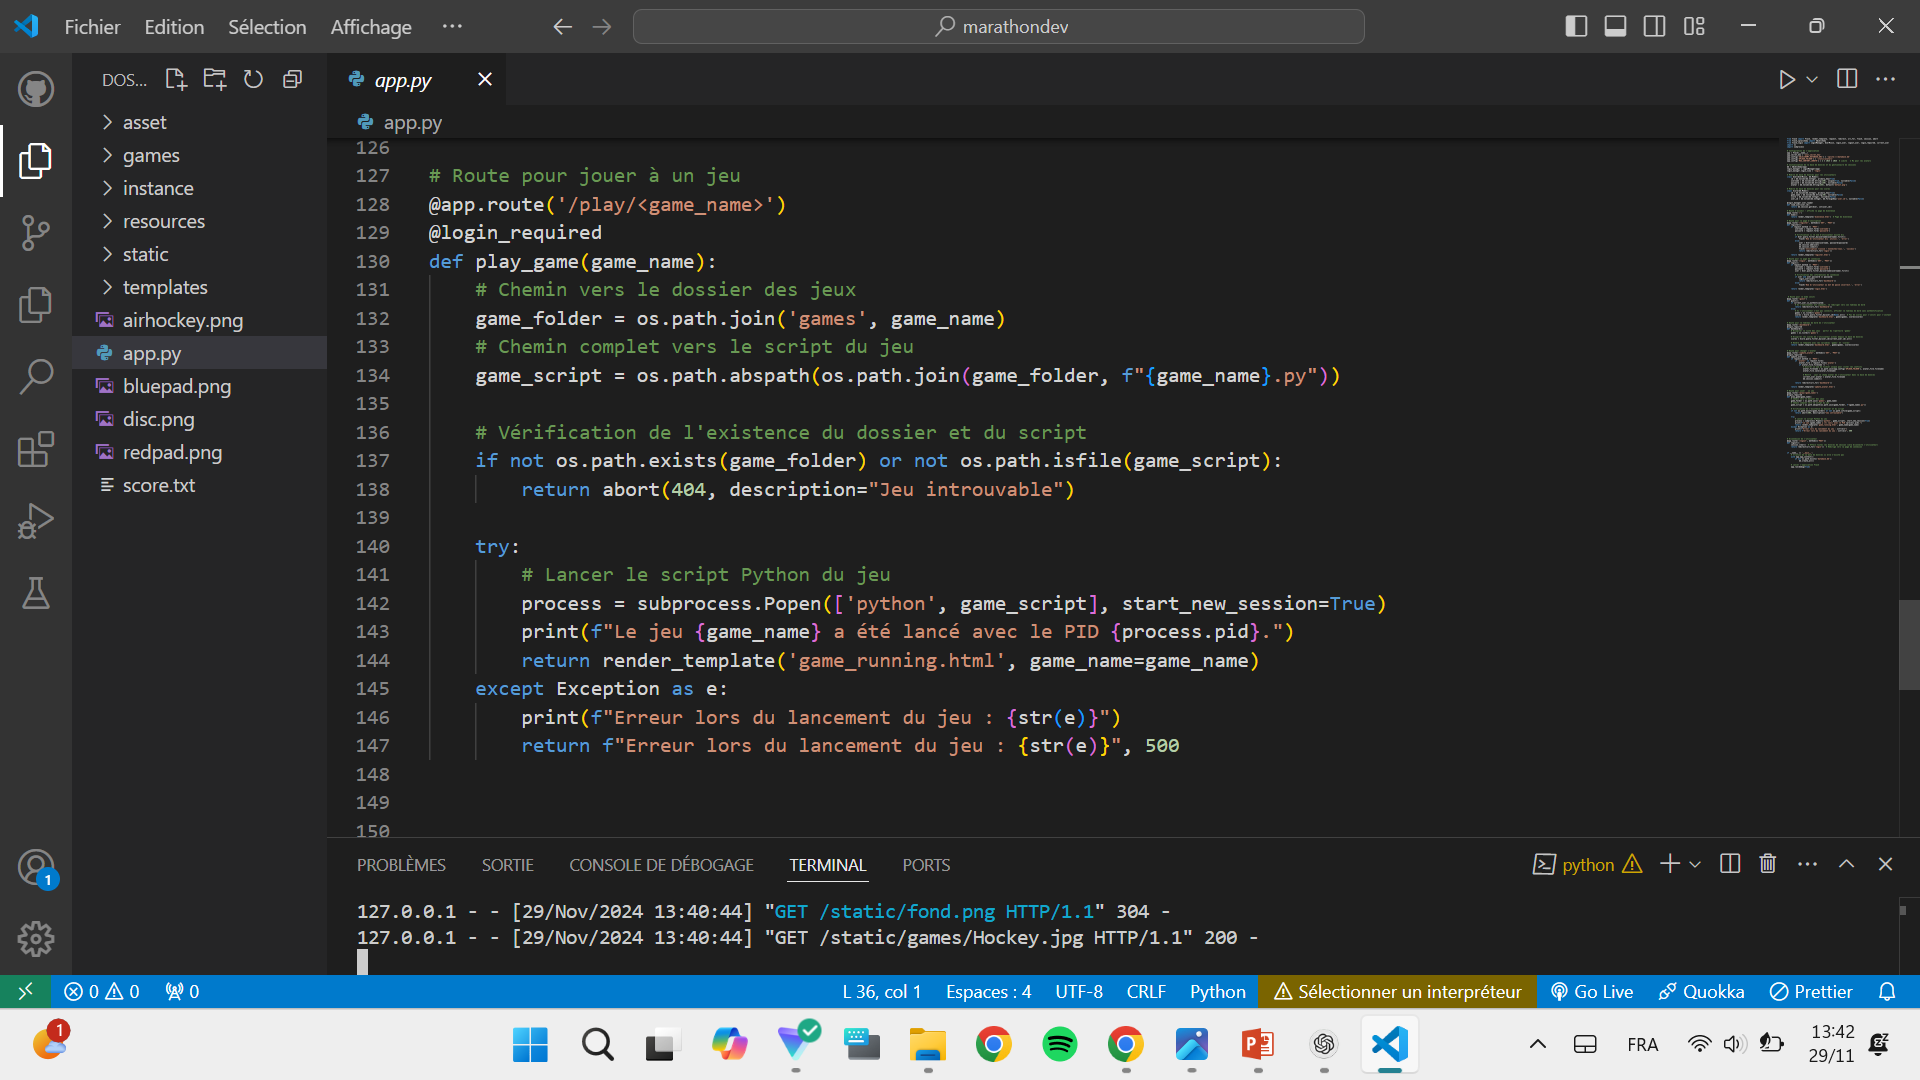 Fichier Edition Sélection Affichage ··· marathondev
DOS... app.py
app.py
asset
games
instance
resources
static
templates
airhockey.png
app.py
bluepad.png
disc.png
redpad.png
score.txt
126
127 # Route pour jouer à un jeu
128 @app.route('/play/<game_name>')
129 @login_required
130 def play_game(game_name):
131 # Chemin vers le dossier des jeux
132 game_folder = os.path.join('games', game_name)
133 # Chemin complet vers le script du jeu
134 game_script = os.path.abspath(os.path.join(game_folder, f"{game_name}.py"))
135
136 # Vérification de l'existence du dossier et du script
137 if not os.path.exists(game_folder) or not os.path.isfile(game_script):
138 return abort(404, description="Jeu introuvable")
139
140 try:
141 # Lancer le script Python du jeu
142 process = subprocess.Popen(['python', game_script], start_new_session=True)
143 print(f"Le jeu {game_name} a été lancé avec le PID {process.pid}.")
144 return render_template('game_running.html', game_name=game_name)
145 except Exception as e:
146 print(f"Erreur lors du lancement du jeu : {str(e)}")
147 return f"Erreur lors du lancement du jeu : {str(e)}", 500
148
149
150
PROBLÈMES SORTIE CONSOLE DE DÉBOGAGE TERMINAL PORTS python
127.0.0.1 - - [29/Nov/2024 13:40:44] "GET /static/fond.png HTTP/1.1" 304 -
127.0.0.1 - - [29/Nov/2024 13:40:44] "GET /static/games/Hockey.jpg HTTP/1.1" 200 -
1
0 0 0 L 36, col 1 Espaces : 4 UTF-8 CRLF Python Sélectionner un interpréteur Go Live Quokka Prettier
1 FRA 13:42
29/11